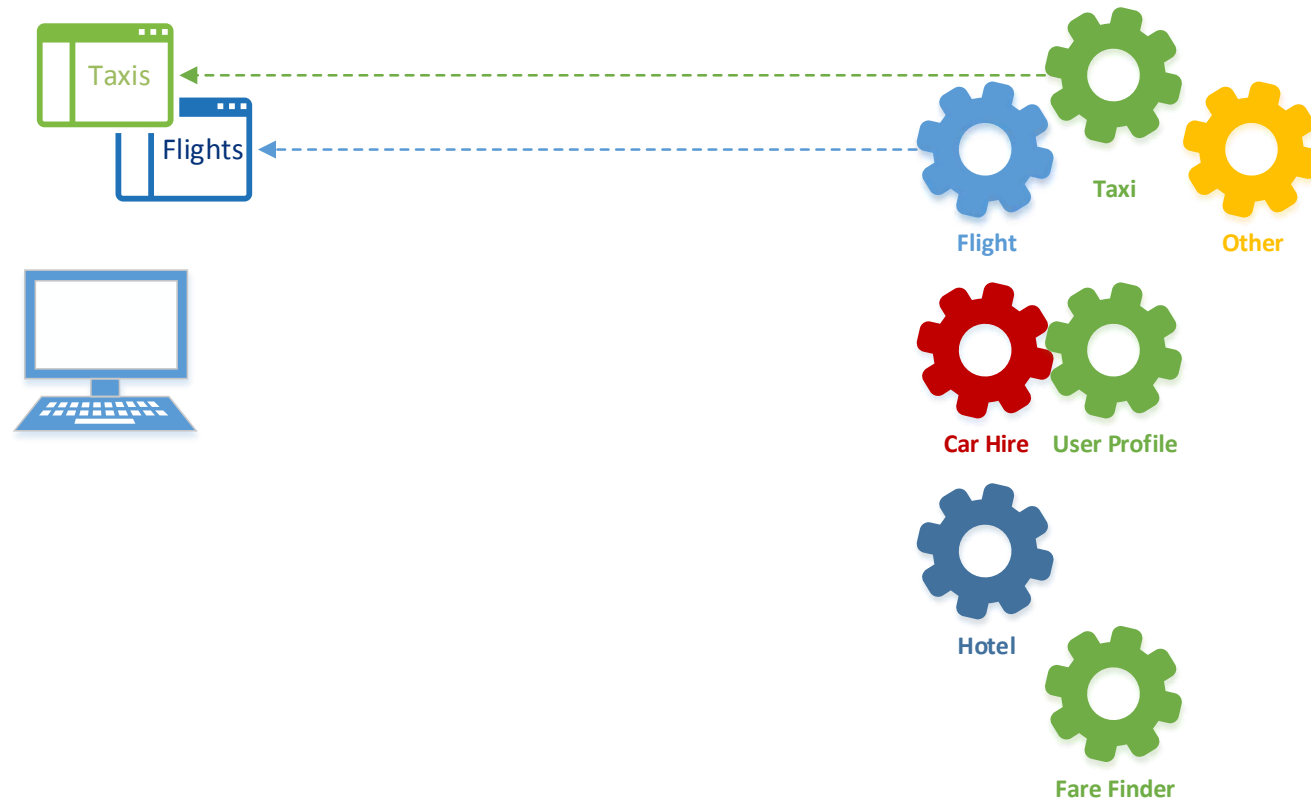 Taxis
Flights
Taxi
Flight
Other
Car Hire
User Profile
Hotel
Fare Finder